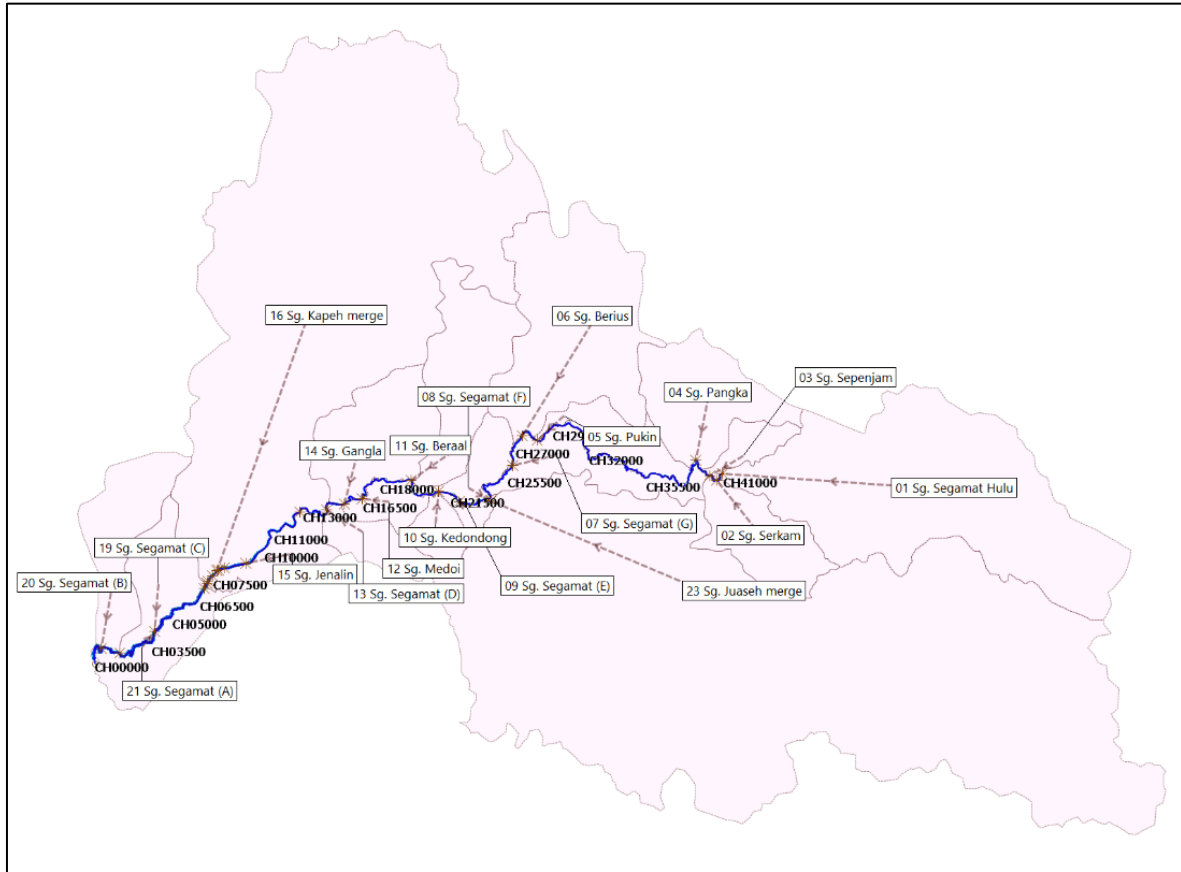 16 Sg. Kapeh merge
06 Sg. Berius
04 Sg. Pangka
03 Sg. Sepenjam
08 Sg. Segamat (F)
11 Sg. Beraal
14 Sg. Gangla
CH29
05 Sg. Pukin
CH27000
CH32000
CH25500
CH35500
CH41000
01 Sg. Segamat Hulu
CH18000
CH16500
CH21500
CH13000
07 Sg. Segamat (G)
10 Sg. Kedondong
02 Sg. Serkam
CH11000
19 Sg. Segamat (C)
CH10000
12 Sg. Medoi
15 Sg. Jenalin
20 Sg. Segamat (B)
CH07500
09 Sg. Segamat (E)
23 Sg. Juaseh merge
13 Sg. Segamat (D)
CH06500
CH05000
CH03500
CH00000
21 Sg. Segamat (A)